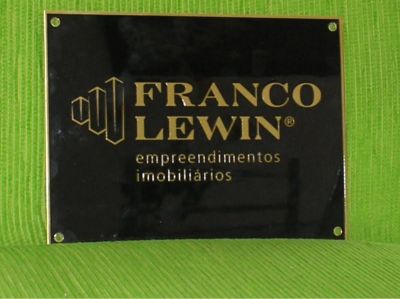 FRANCO
LEWIN®
empreendimentos
imobiliários